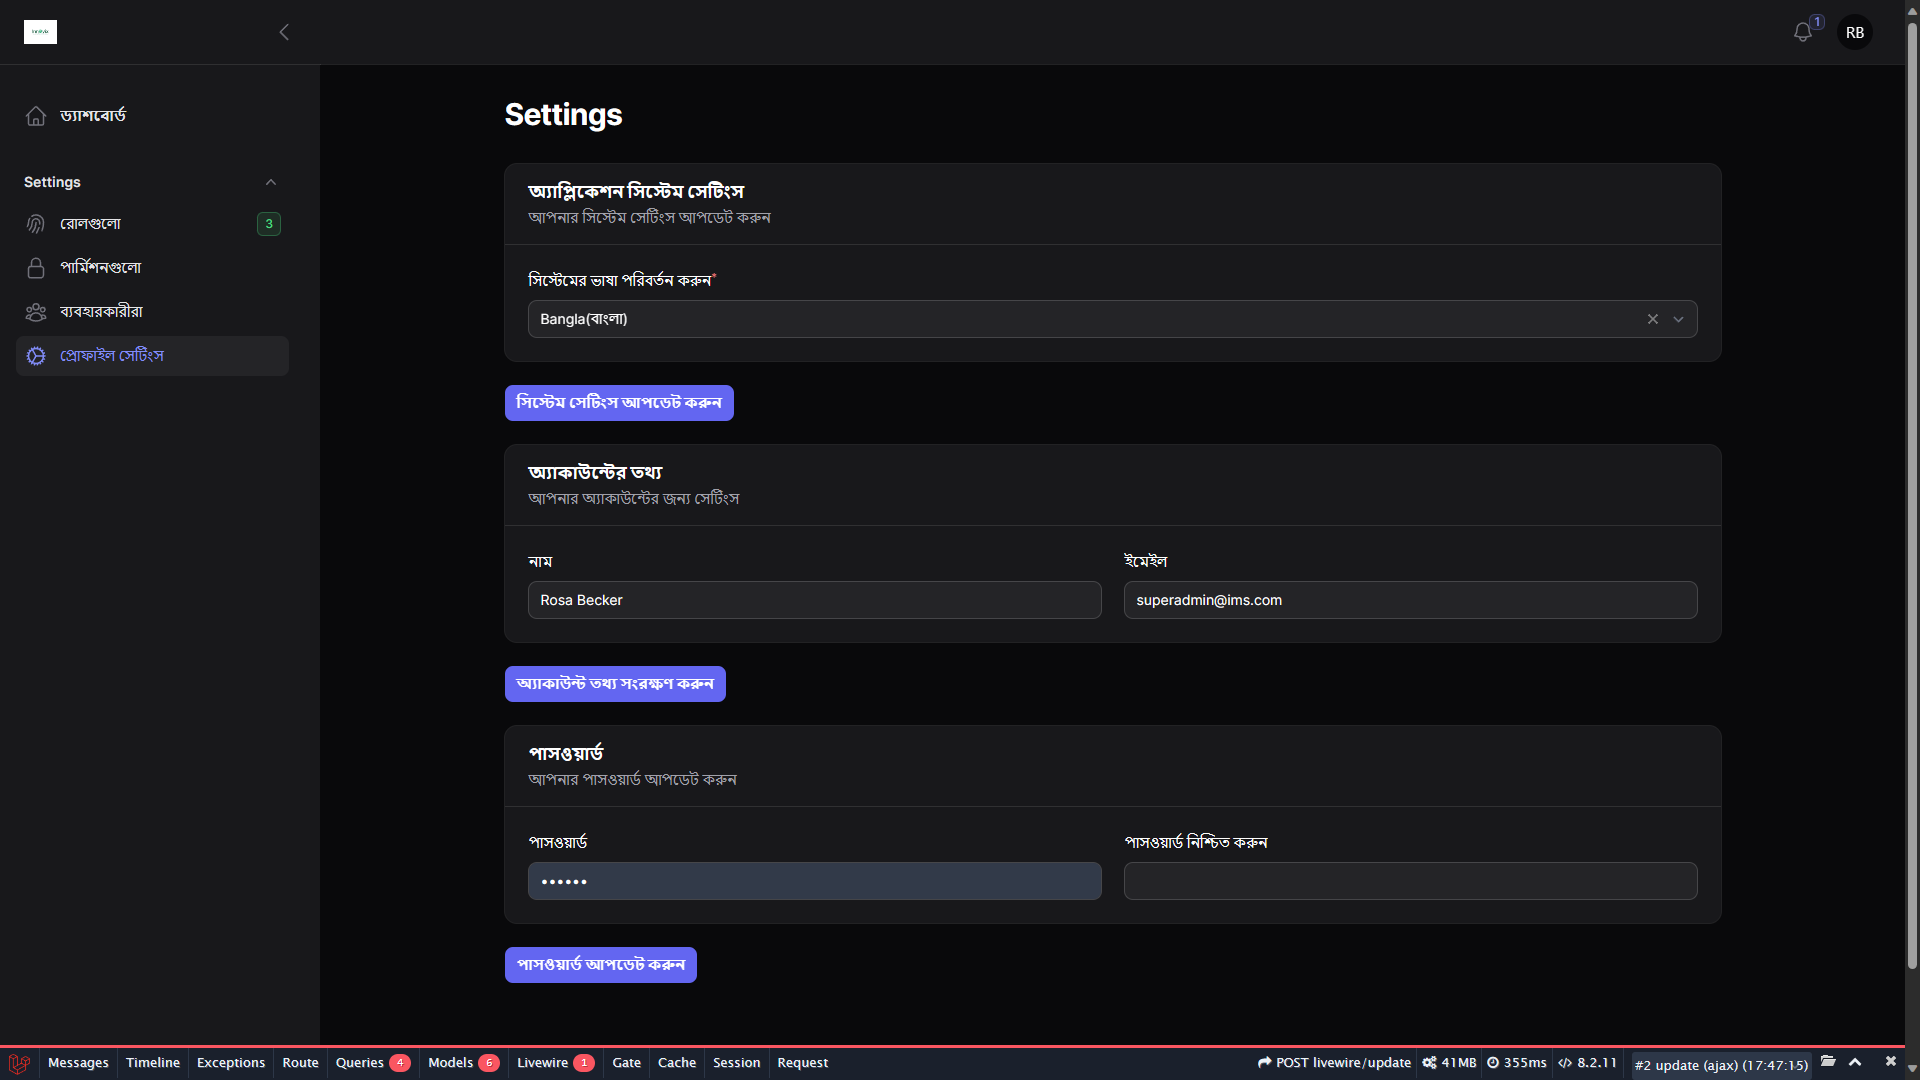 1
RB
ড্যাশবোর্ড
Settings
রোলগুলো
3
পার্মিশনগুলো
ব্যবহারকারীরা
প্রোফাইল সেটিংস
Settings
অ্যাপ্লিকেশন সিস্টেম সেটিংস
আপনার সিস্টেম সেটিংস আপডেট করুন
সিস্টেমের ভাষা পরিবর্তন করুন*
Bangla(বাংলা)
সিস্টেম সেটিংস আপডেট করুন
অ্যাকাউন্টের তথ্য
আপনার অ্যাকাউন্টের জন্য সেটিংস
নাম
ইমেইল
Rosa Becker
superadmin@ims.com
অ্যাকাউন্ট তথ্য সংরক্ষণ করুন
পাসওয়ার্ড
আপনার পাসওয়ার্ড আপডেট করুন
পাসওয়ার্ড
পাসওয়ার্ড নিশ্চিত করুন
••••••
পাসওয়ার্ড আপডেট করুন
Messages Timeline Exceptions Route Queries 4 Models 6 Livewire 1 Gate Cache Session Request POST livewire/update 41MB 355ms 8.2.11 #2 update (ajax) (17:47:15)